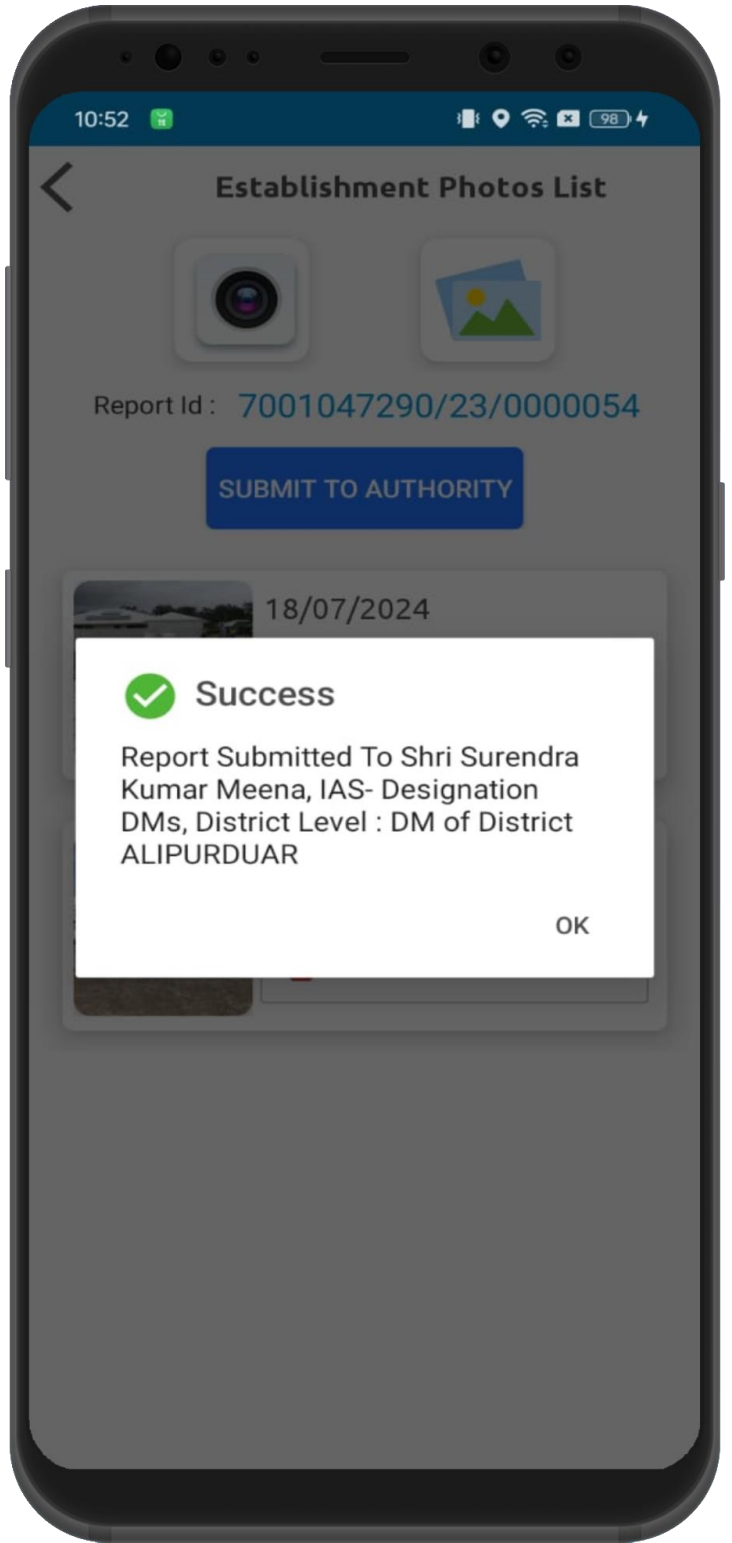 10:52
98
Establishment Photos List
Report Id : 7001047290/23/0000054
SUBMIT TO AUTHORITY
18/07/2024
Success
Report Submitted To Shri Surendra
Kumar Meena, IAS- Designation
DMs, District Level : DM of District
ALIPURDUAR
OK